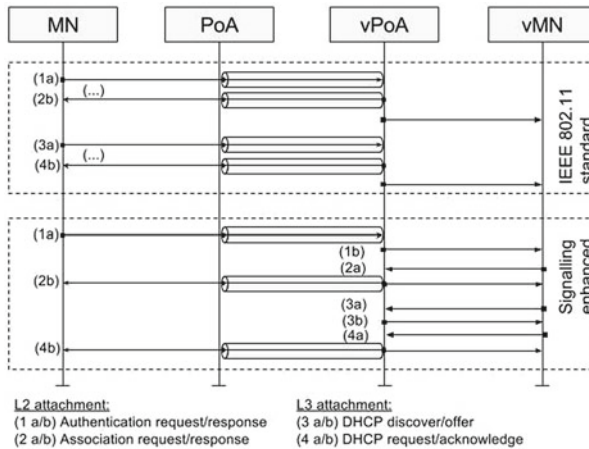 MN PoA vPoA vMN
(1a)
(...)
(2b)
(3a)
(...)
(4b)
IEEE 802.11
standard
(1a)
(1b)
(2a)
(2b)
(3a)
(3b)
(4a)
(4b)
Signalling
enhanced
L2 attachment:
(1 a/b) Authentication request/response
(2 a/b) Association request/response
L3 attachment:
(3 a/b) DHCP discover/offer
(4 a/b) DHCP request/acknowledge